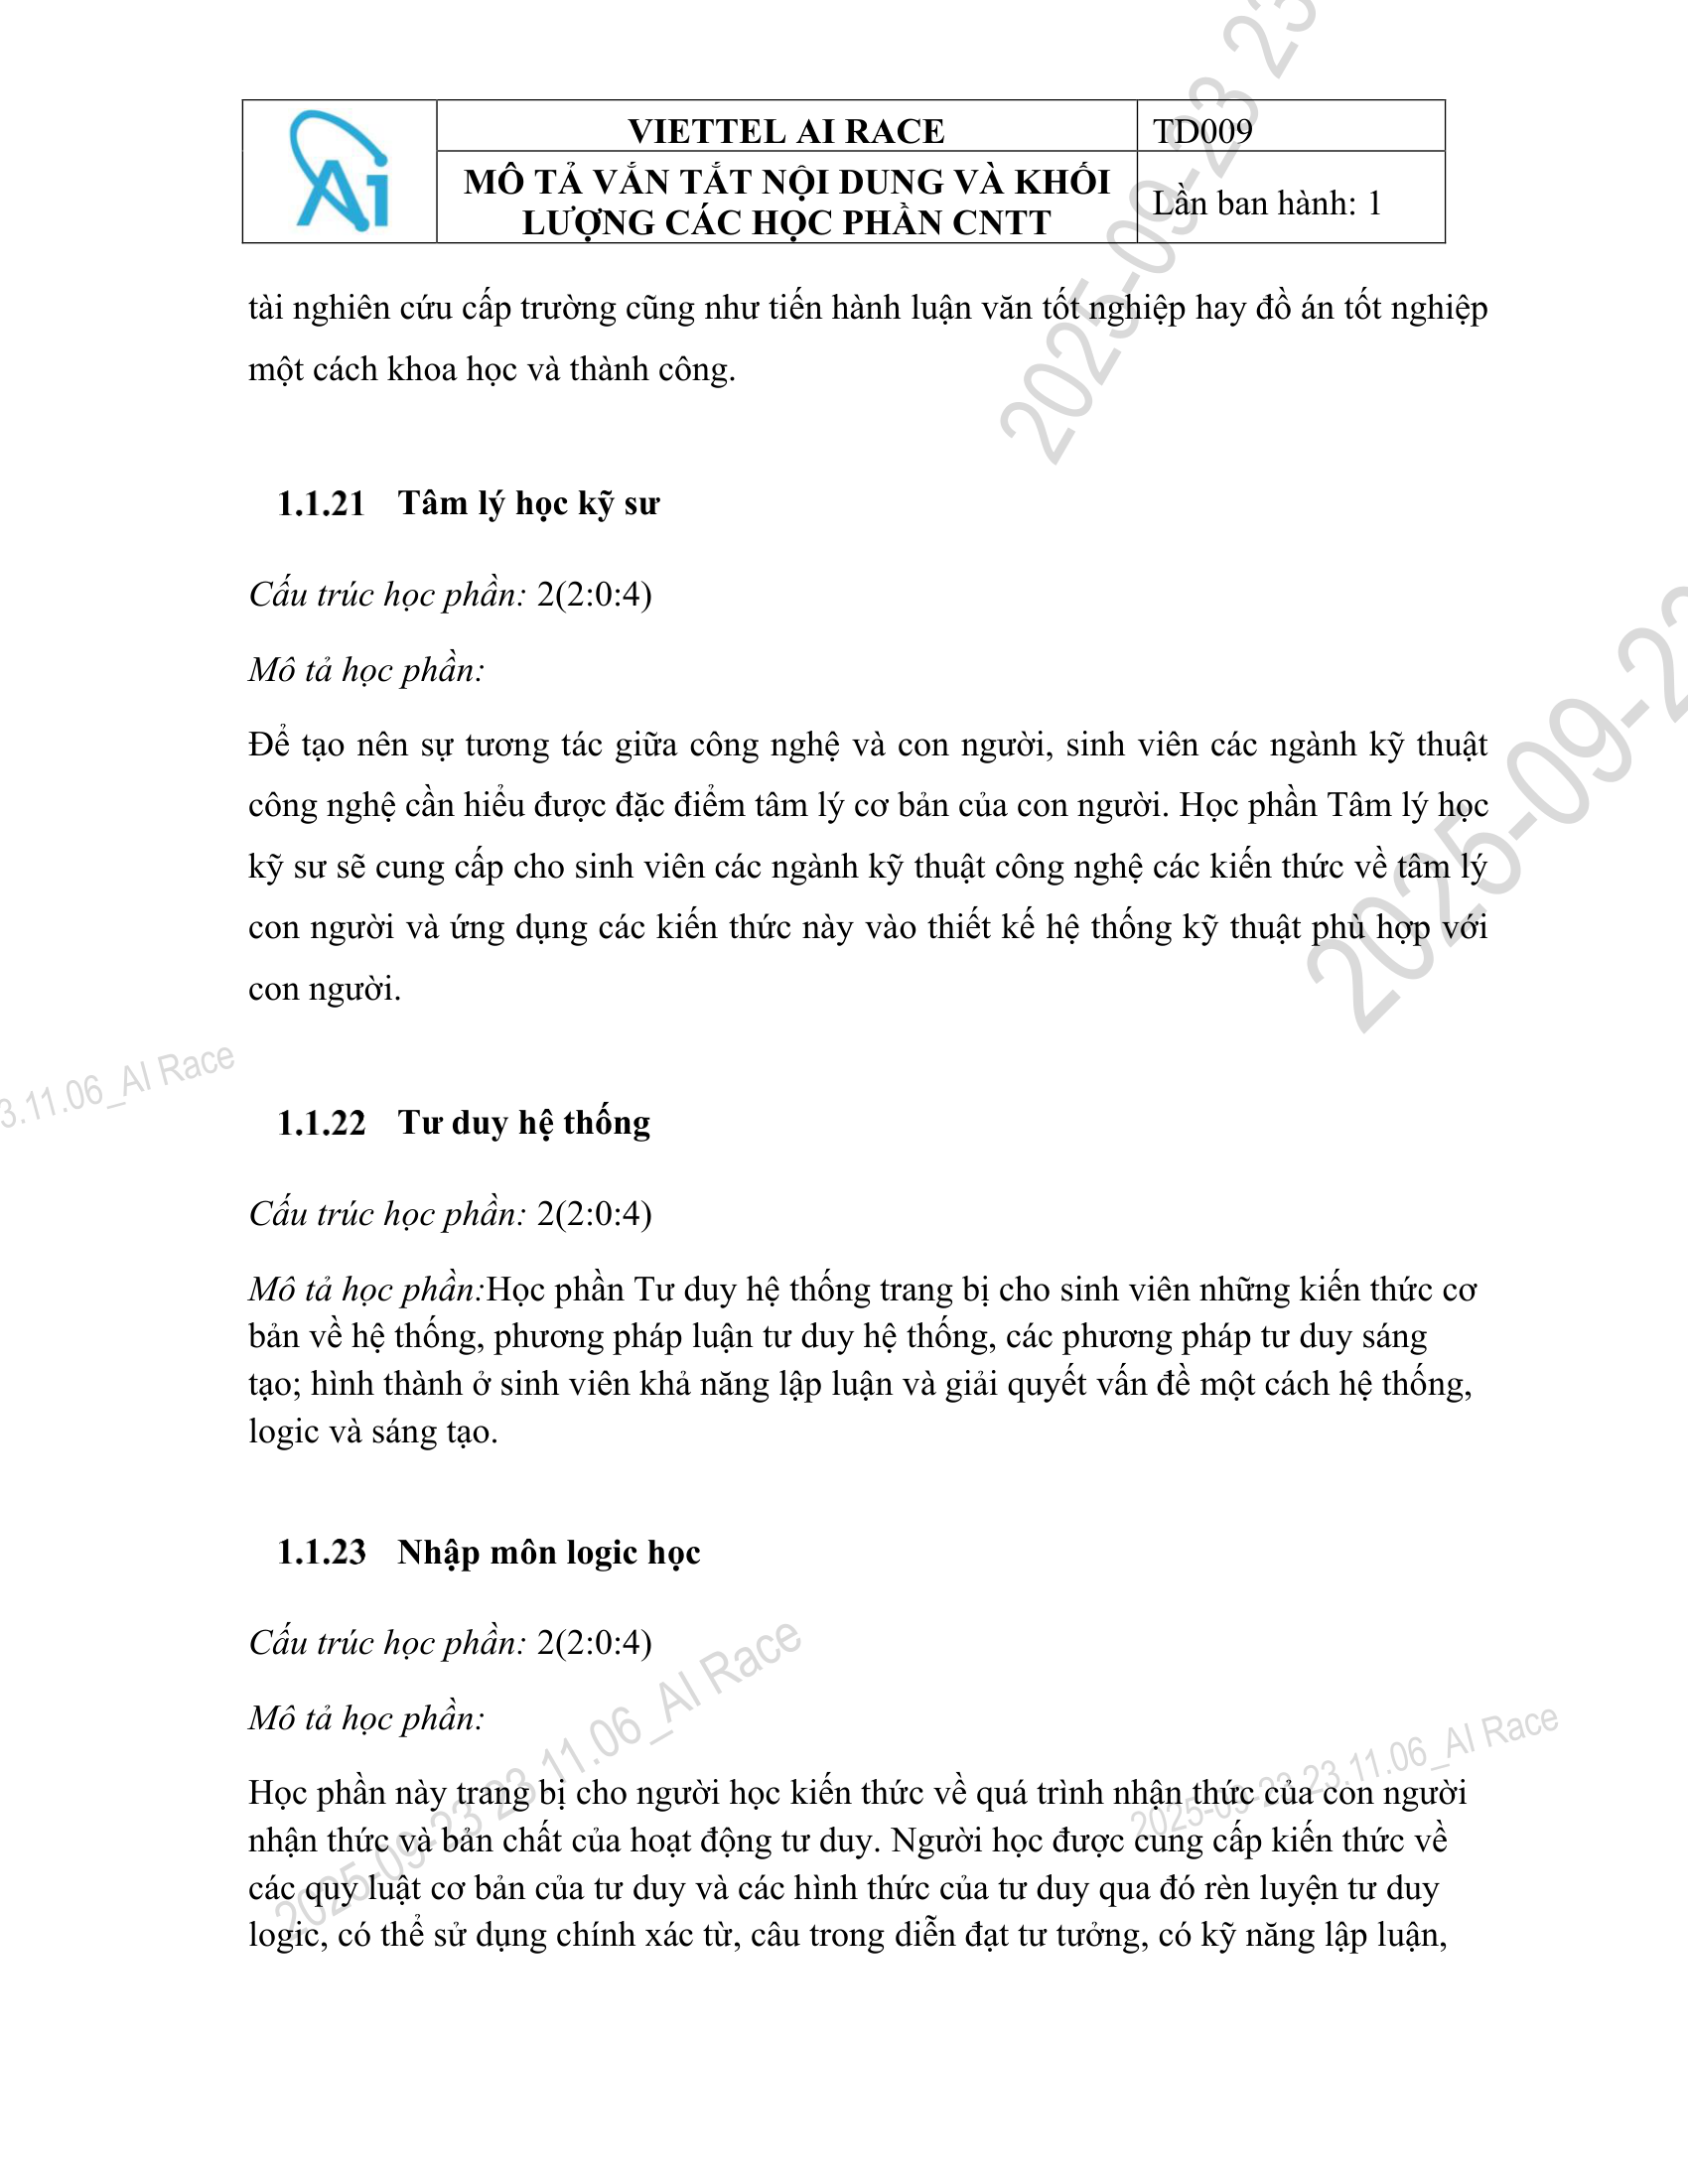 Ai
VIETTEL AI RACE
TD009
MÔ TẢ VẮN TẮT NỘI DUNG VÀ KHỐI
LƯỢNG CÁC HỌC PHẦN CNTT
Lần ban hành: 1
tài nghiên cứu cấp trường cũng như tiến hành luận văn tốt nghiệp hay đồ án tốt nghiệp
một cách khoa học và thành công.
1.1.21 Tâm lý học kỹ sư
Cấu trúc học phần: 2(2:0:4)
Mô tả học phần:
Để tạo nên sự tương tác giữa công nghệ và con người, sinh viên các ngành kỹ thuật
công nghệ cần hiểu được đặc điểm tâm lý cơ bản của con người. Học phần Tâm lý học
kỹ sư sẽ cung cấp cho sinh viên các ngành kỹ thuật công nghệ các kiến thức về tâm lý
con người và ứng dụng các kiến thức này vào thiết kế hệ thống kỹ thuật phù hợp với
con người.
1.1.22 Tư duy hệ thống
Cấu trúc học phần: 2(2:0:4)
Mô tả học phần:Học phần Tư duy hệ thống trang bị cho sinh viên những kiến thức cơ
bản về hệ thống, phương pháp luận tư duy hệ thống, các phương pháp tư duy sáng
tạo; hình thành ở sinh viên khả năng lập luận và giải quyết vấn đề một cách hệ thống,
logic và sáng tạo.
1.1.23 Nhập môn logic học
Cấu trúc học phần: 2(2:0:4)
Mô tả học phần:
Học phần này trang bị cho người học kiến thức về quá trình nhận thức của con người
nhận thức và bản chất của hoạt động tư duy. Người học được cung cấp kiến thức về
các quy luật cơ bản của tư duy và các hình thức của tư duy qua đó rèn luyện tư duy
logic, có thể sử dụng chính xác từ, câu trong diễn đạt tư tưởng, có kỹ năng lập luận,
2025-09-23 23
2025-09-23
3.11.06_AI Race
2025-09-23 23.11.06_AI Race
2025-09-23 23.11.06_AI Race